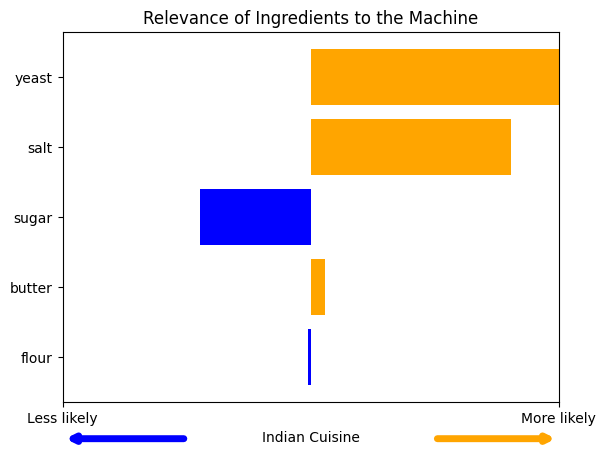 Relevance of Ingredients to the Machine
yeast
salt
sugar
butter
flour
Less likely
More likely
Indian Cuisine